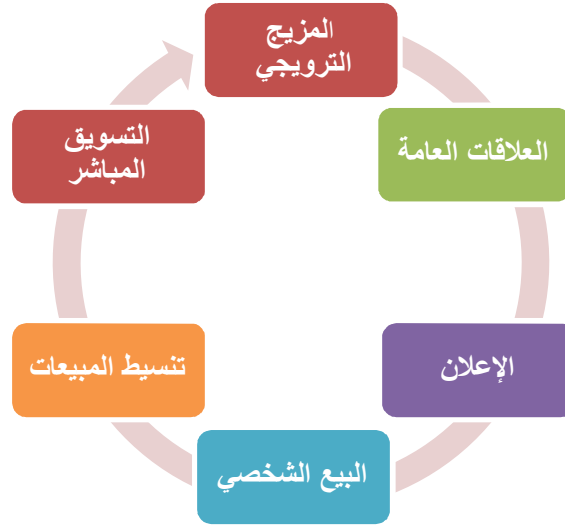 المزيج
الترويجي
العلاقات العامة
الإعلان
البيع الشخصي
تنسيط المبيعات
التسويق
المباشر